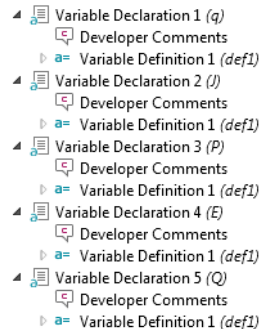 Variable Declaration 1 (q)
Developer Comments
a= Variable Definition 1 (def1)
Variable Declaration 2 (J)
Developer Comments
a= Variable Definition 1 (def1)
Variable Declaration 3 (P)
Developer Comments
a= Variable Definition 1 (def1)
Variable Declaration 4 (E)
Developer Comments
a= Variable Definition 1 (def1)
Variable Declaration 5 (Q)
Developer Comments
a= Variable Definition 1 (def1)